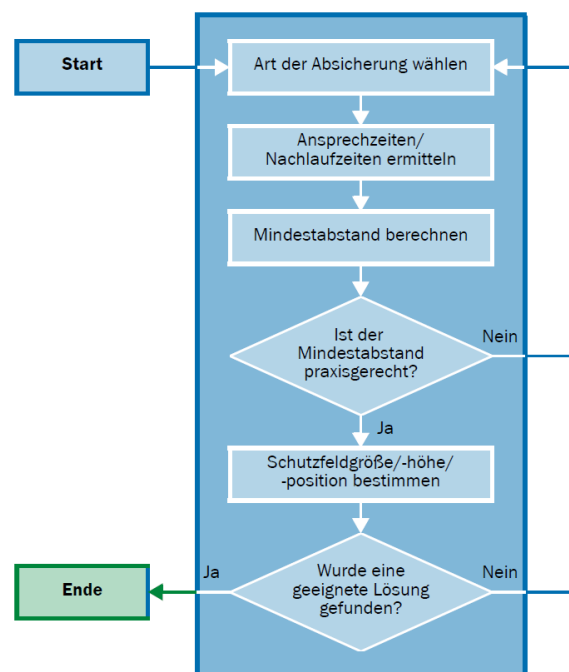 Start
Art der Absicherung wählen
Ansprechzeiten/
Nachlaufzeiten ermitteln
Mindestabstand berechnen
Ist der
Mindestabstand
praxisgerecht?
Nein
Ja
Schutzfeldgröße/-höhe/
-position bestimmen
Wurde eine
geeignete Lösung
gefunden?
Ja
Nein
Ende